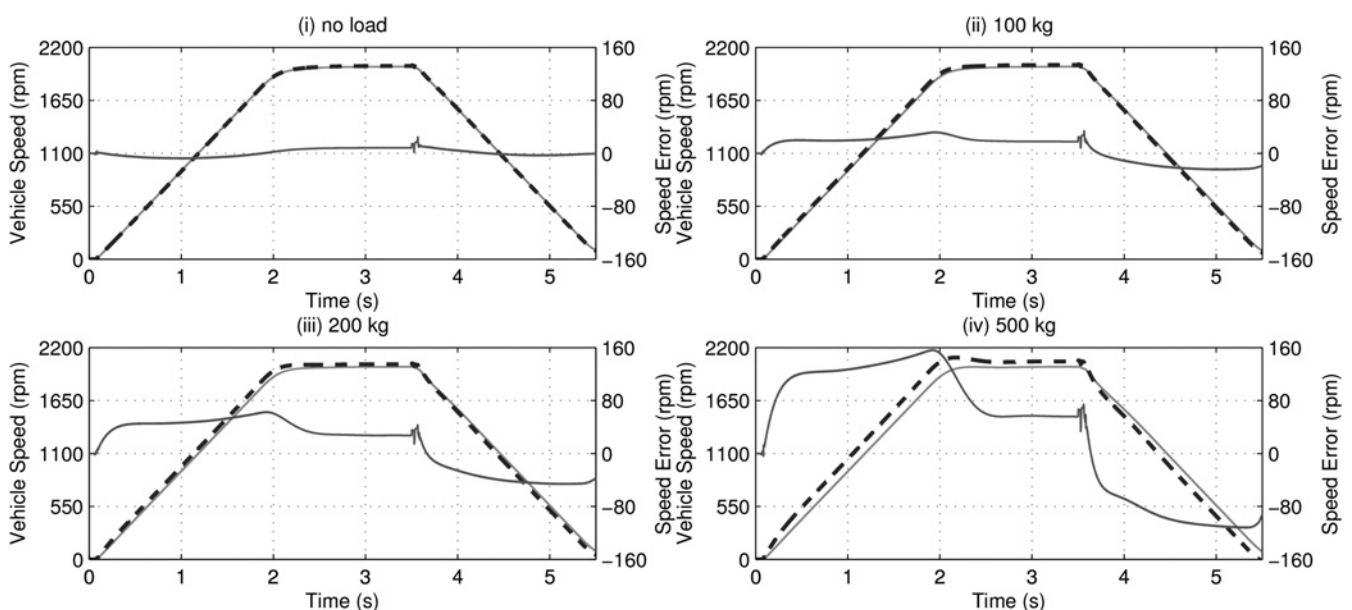 (i) no load
Vehicle Speed (rpm)
2200
1650
1100
550
0
160
80
0
−80
−160
Speed Error (rpm)
0 1 2 3 4 5
Time (s)
(ii) 100 kg
Vehicle Speed (rpm)
2200
1650
1100
550
0
160
80
0
−80
−160
Speed Error (rpm)
0 1 2 3 4 5
Time (s)
(iii) 200 kg
Vehicle Speed (rpm)
2200
1650
1100
550
0
160
80
0
−80
−160
Speed Error (rpm)
0 1 2 3 4 5
Time (s)
(iv) 500 kg
Vehicle Speed (rpm)
2200
1650
1100
550
0
160
80
0
−80
−160
Speed Error (rpm)
0 1 2 3 4 5
Time (s)